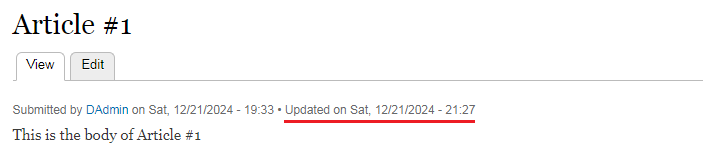 Article #1
View Edit
Submitted by DAdmin on Sat, 12/21/2024 - 19:33 • Updated on Sat, 12/21/2024 - 21:27
This is the body of Article #1